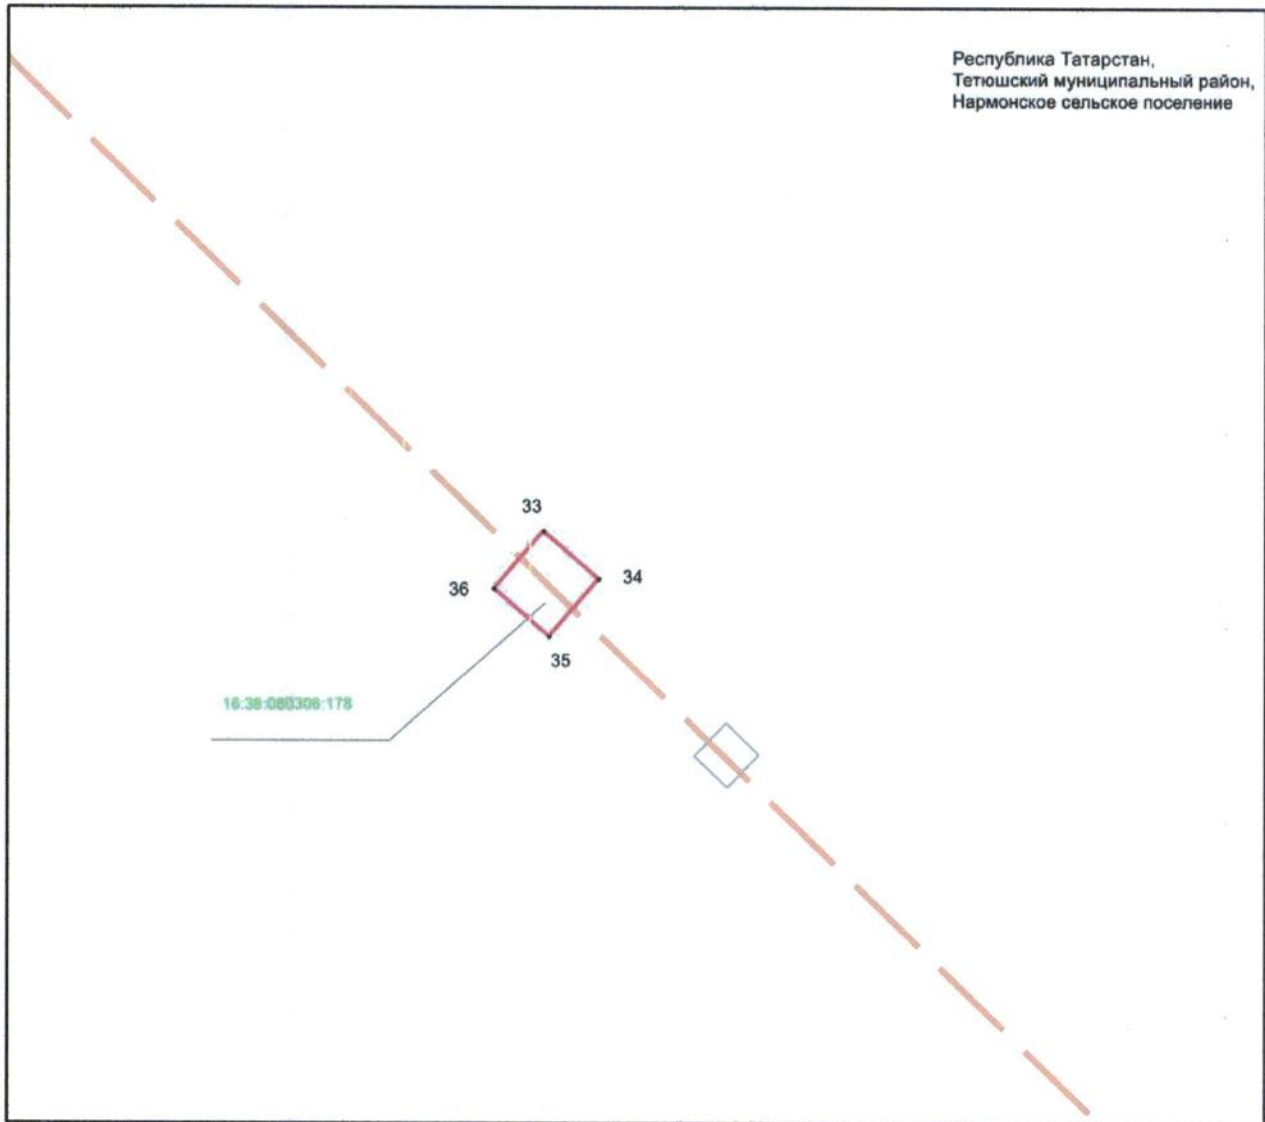 Республика Татарстан,
Тетюшский муниципальный район,
Нармонское сельское поселение
33
34
36
35
16:38:080306:178